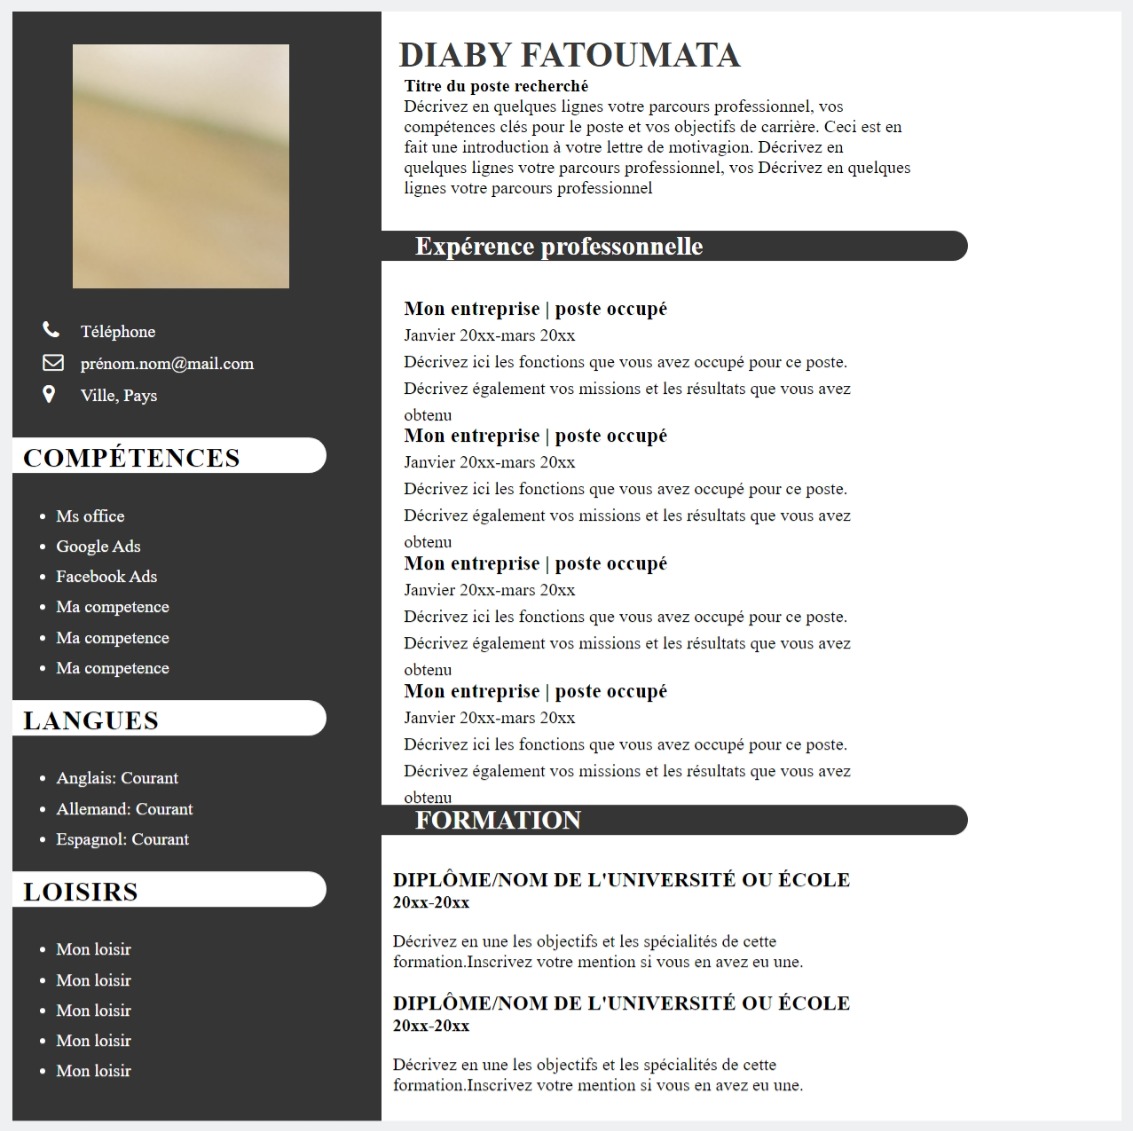 DIABY FATOUMATA
Titre du poste recherché
Décrivez en quelques lignes votre parcours professionnel, vos
compétences clés pour le poste et vos objectifs de carrière. Ceci est en
fait une introduction à votre lettre de motivagion. Décrivez en
quelques lignes votre parcours professionnel, vos Décrivez en quelques
lignes votre parcours professionnel
Téléphone
prénom.nom@mail.com
Ville, Pays
COMPÉTENCES
Ms office
Google Ads
Facebook Ads
Ma competence
Ma competence
Ma competence
LANGUES
Anglais: Courant
Allemand: Courant
Espagnol: Courant
LOISIRS
Mon loisir
Mon loisir
Mon loisir
Mon loisir
Mon loisir
Expérence professonnelle
Mon entreprise | poste occupé
Janvier 20xx-mars 20xx
Décrivez ici les fonctions que vous avez occupé pour ce poste.
Décrivez également vos missions et les résultats que vous avez
obtenu
Mon entreprise | poste occupé
Janvier 20xx-mars 20xx
Décrivez ici les fonctions que vous avez occupé pour ce poste.
Décrivez également vos missions et les résultats que vous avez
obtenu
Mon entreprise | poste occupé
Janvier 20xx-mars 20xx
Décrivez ici les fonctions que vous avez occupé pour ce poste.
Décrivez également vos missions et les résultats que vous avez
obtenu
Mon entreprise | poste occupé
Janvier 20xx-mars 20xx
Décrivez ici les fonctions que vous avez occupé pour ce poste.
Décrivez également vos missions et les résultats que vous avez
obtenu
FORMATION
DIPLÔME/NOM DE L'UNIVERSITÉ OU ÉCOLE
20xx-20xx
Décrivez en une les objectifs et les spécialités de cette
formation.Inscrivez votre mention si vous en avez eu une.
DIPLÔME/NOM DE L'UNIVERSITÉ OU ÉCOLE
20xx-20xx
Décrivez en une les objectifs et les spécialités de cette
formation.Inscrivez votre mention si vous en avez eu une.